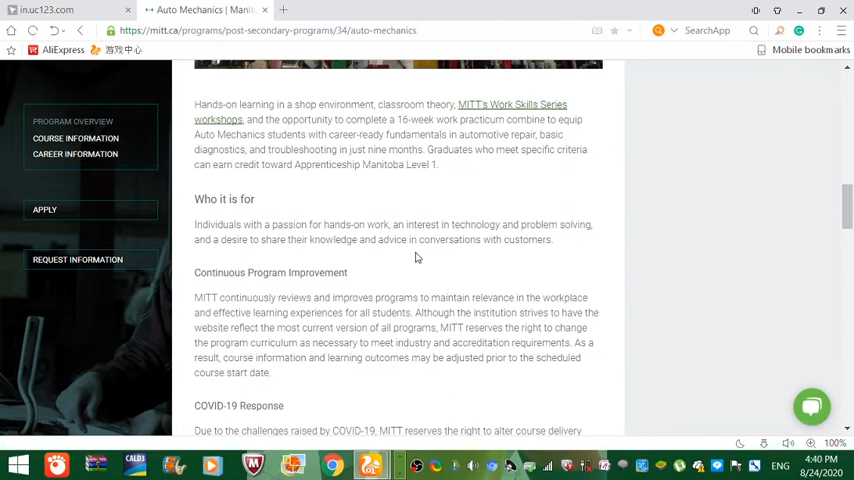 in.uc123.com
Auto Mechanics | Manito
https://mitt.ca/programs/post-secondary-programs/34/auto-mechanics
SearchApp
AliExpress
游戏中心
Mobile bookmarks
PROGRAM OVERVIEW
COURSE INFORMATION
CAREER INFORMATION
APPLY
REQUEST INFORMATION
Hands-on learning in a shop environment, classroom theory, MITT's Work Skills Series
workshops, and the opportunity to complete a 16-week work practicum combine to equip
Auto Mechanics students with career-ready fundamentals in automotive repair, basic
diagnostics, and troubleshooting in just nine months. Graduates who meet specific criteria
can earn credit toward Apprenticeship Manitoba Level 1.
Who it is for
Individuals with a passion for hands-on work, an interest in technology and problem solving,
and a desire to share their knowledge and advice in conversations with customers.
Continuous Program Improvement
MITT continuously reviews and improves programs to maintain relevance in the workplace
and effective learning experiences for all students. Although the institution strives to have the
website reflect the most current version of all programs, MITT reserves the right to change
the program curriculum as necessary to meet industry and accreditation requirements. As a
result, course information and learning outcomes may be adjusted prior to the scheduled
course start date.
COVID-19 Response
Due to the challenges raised by COVID-19, MITT reserves the right to alter course delivery
100%
CALD3
ENG
4:40 PM
8/24/2020